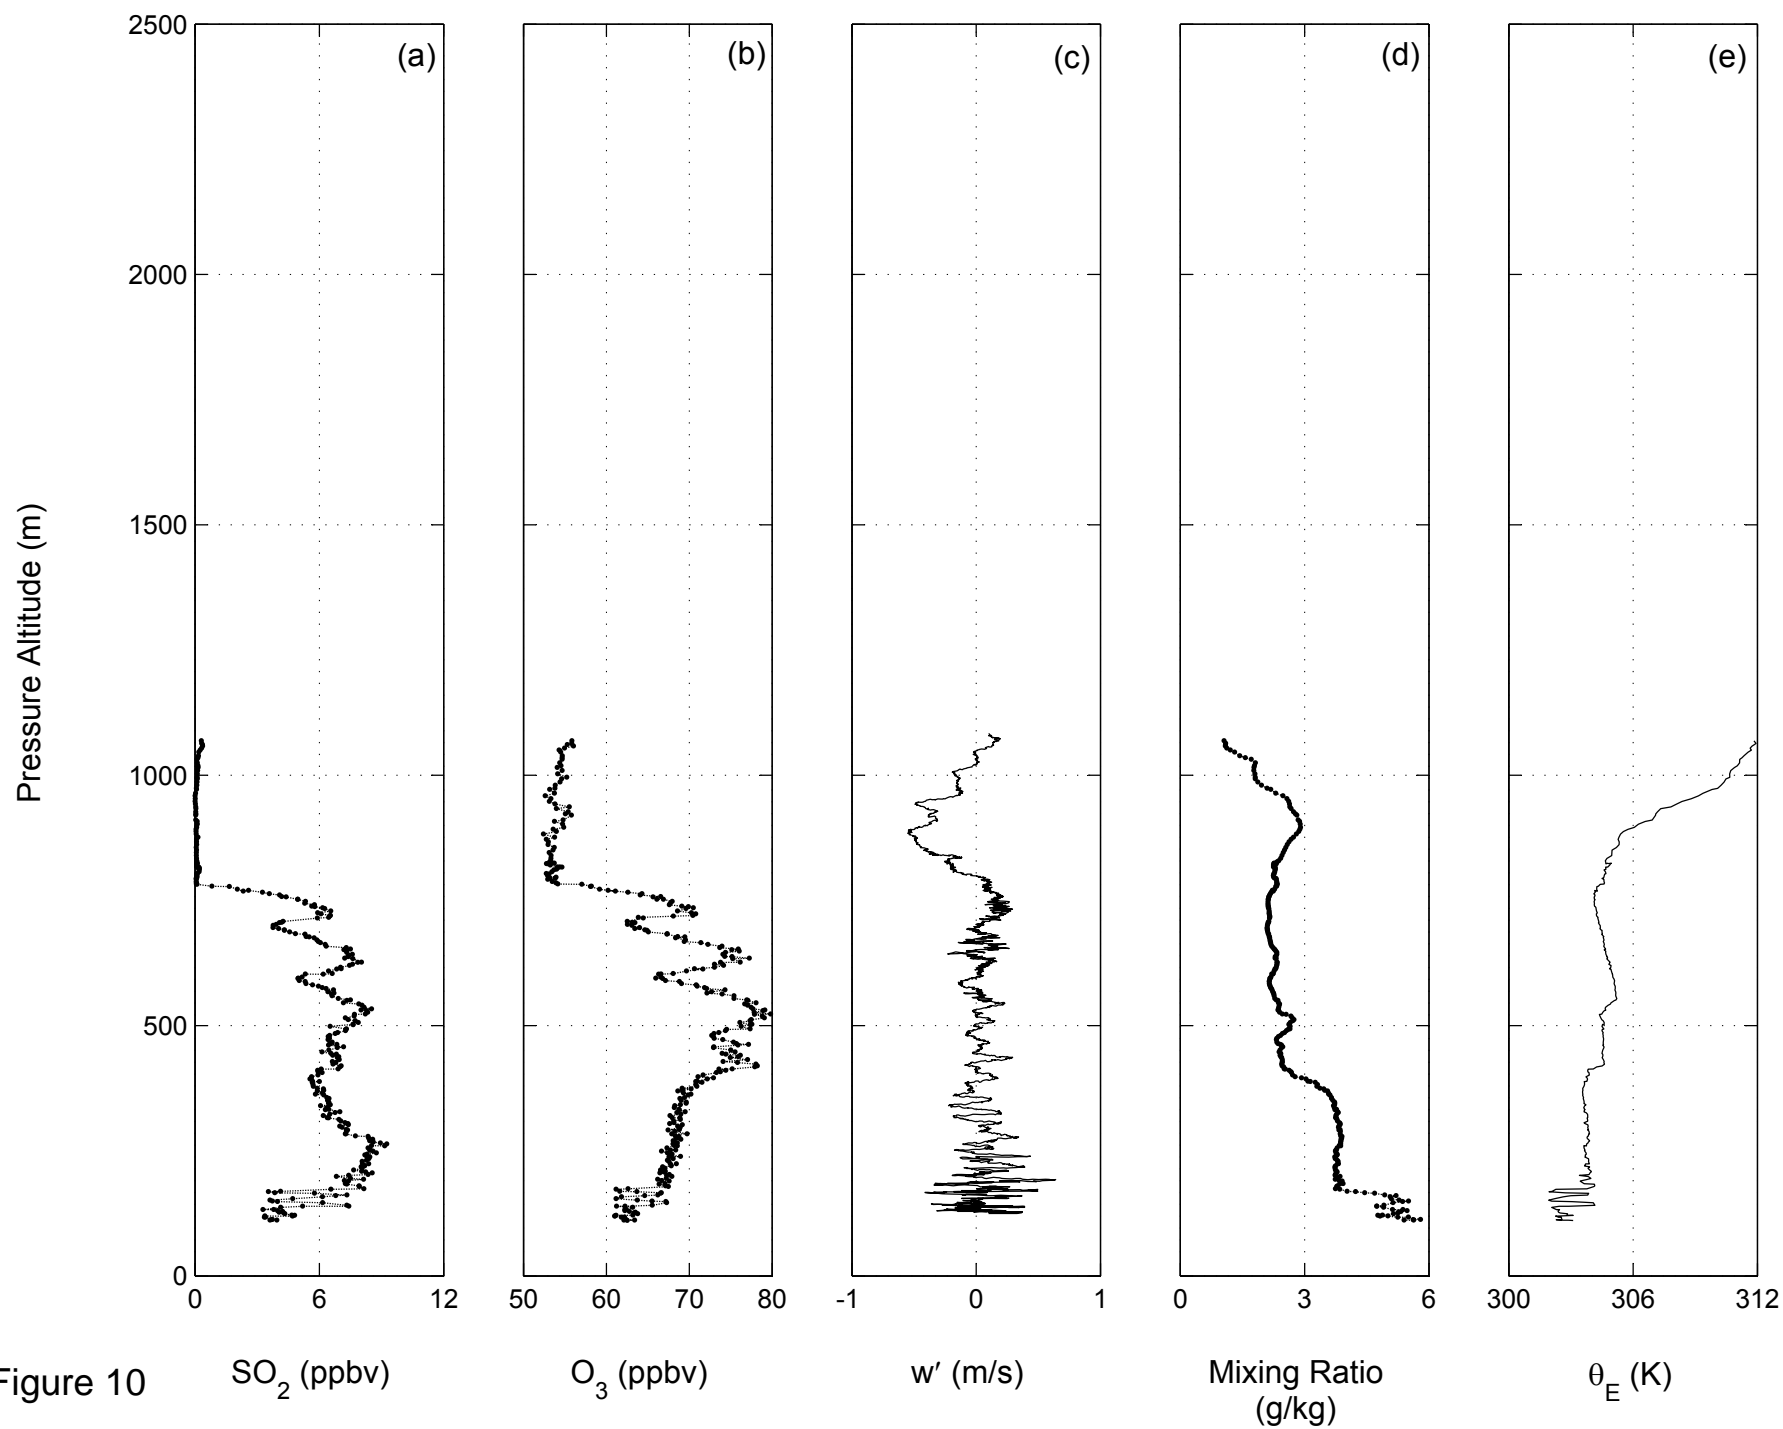 (a) (b) (c) (d) (e)
2500
2000
1500
1000
500
0
Pressure Altitude (m)
0 6 12 50 60 70 80 -1 0 1 0 3 6 300 306 312
SO2 (ppbv) O3 (ppbv) w′ (m/s) Mixing Ratio θE (K)
(g/kg)
Figure 10